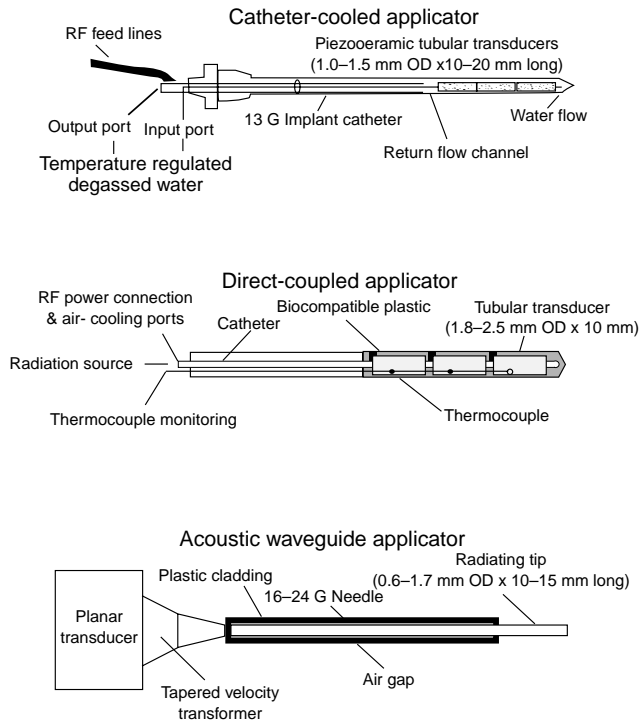 Catheter-cooled applicator
RF feed lines
Piezooeramic tubular transducers
(1.0–1.5 mm OD x10–20 mm long)
Output port
Input port
13 G Implant catheter
Water flow
Return flow channel
Temperature regulated
degassed water
Direct-coupled applicator
RF power connection
& air- cooling ports
Biocompatible plastic
Catheter
Tubular transducer
(1.8–2.5 mm OD x 10 mm)
Radiation source
Thermocouple monitoring
Thermocouple
Acoustic waveguide applicator
Plastic cladding
16–24 G Needle
Radiating tip
(0.6–1.7 mm OD x 10–15 mm long)
Planar
transducer
Air gap
Tapered velocity
transformer